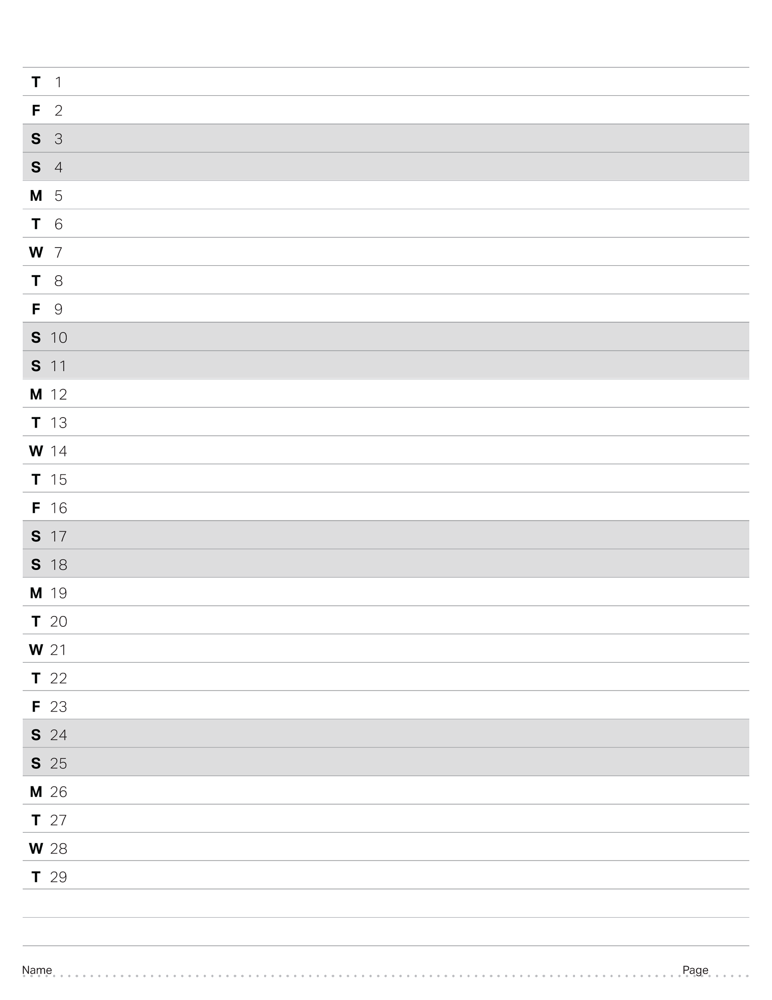 T 1
F 2
S 3
S 4
M 5
T 6
W 7
T 8
F 9
S 10
S 11
M 12
T 13
W 14
T 15
F 16
S 17
S 18
M 19
T 20
W 21
T 22
F 23
S 24
S 25
M 26
T 27
W 28
T 29
Name Page